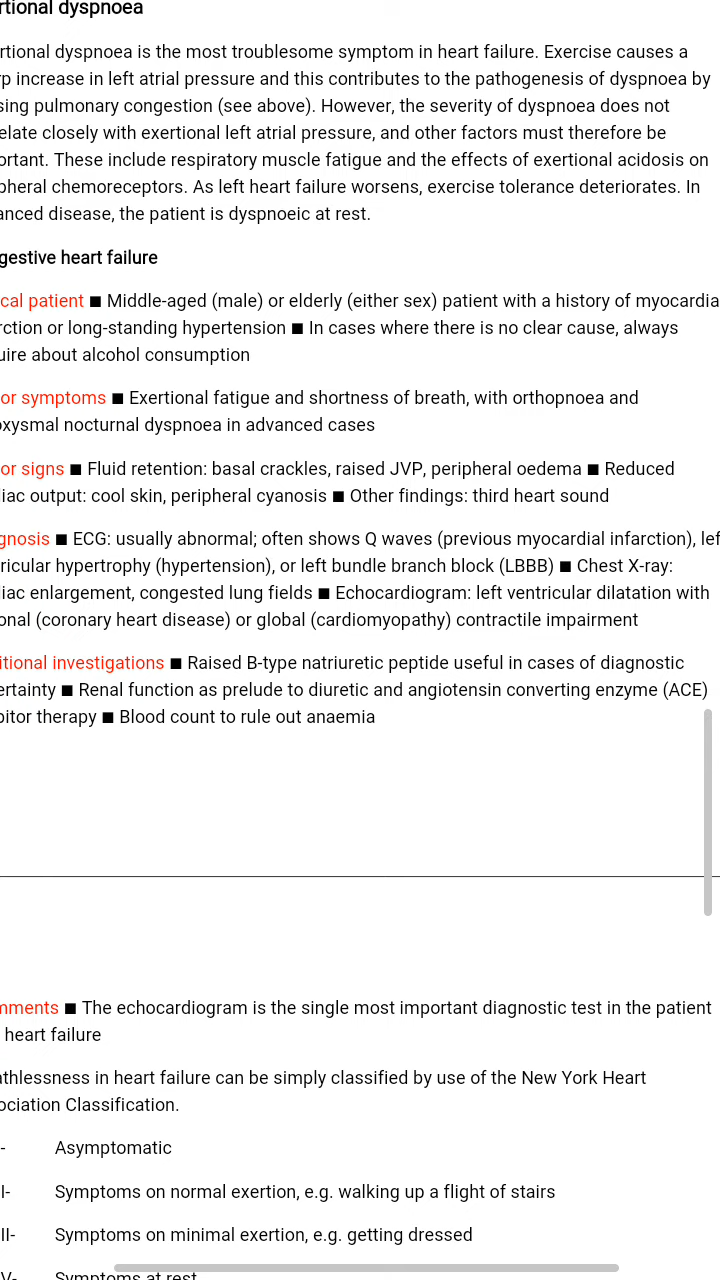 rtional dyspnoea
rtional dyspnoea is the most troublesome symptom in heart failure. Exercise causes a
rp increase in left atrial pressure and this contributes to the pathogenesis of dyspnoea by
sing pulmonary congestion (see above). However, the severity of dyspnoea does not
elate closely with exertional left atrial pressure, and other factors must therefore be
ortant. These include respiratory muscle fatigue and the effects of exertional acidosis on
pheral chemoreceptors. As left heart failure worsens, exercise tolerance deteriorates. In
anced disease, the patient is dyspnoeic at rest.
gestive heart failure
cal patient ■ Middle-aged (male) or elderly (either sex) patient with a history of myocardia
rction or long-standing hypertension ■ In cases where there is no clear cause, always
uire about alcohol consumption
or symptoms ■ Exertional fatigue and shortness of breath, with orthopnoea and
oxysmal nocturnal dyspnoea in advanced cases
or signs ■ Fluid retention: basal crackles, raised JVP, peripheral oedema ■ Reduced
iac output: cool skin, peripheral cyanosis ■ Other findings: third heart sound
gnosis ■ ECG: usually abnormal; often shows Q waves (previous myocardial infarction), lef
ricular hypertrophy (hypertension), or left bundle branch block (LBBB) ■ Chest X-ray:
iac enlargement, congested lung fields ■ Echocardiogram: left ventricular dilatation with
onal (coronary heart disease) or global (cardiomyopathy) contractile impairment
itional investigations ■ Raised B-type natriuretic peptide useful in cases of diagnostic
ertainty ■ Renal function as prelude to diuretic and angiotensin converting enzyme (ACE)
bitor therapy ■ Blood count to rule out anaemia
mments ■ The echocardiogram is the single most important diagnostic test in the patient
heart failure
athlessness in heart failure can be simply classified by use of the New York Heart
ociation Classification.
- Asymptomatic
I- Symptoms on normal exertion, e.g. walking up a flight of stairs
II- Symptoms on minimal exertion, e.g. getting dressed
V- Symptoms at rest